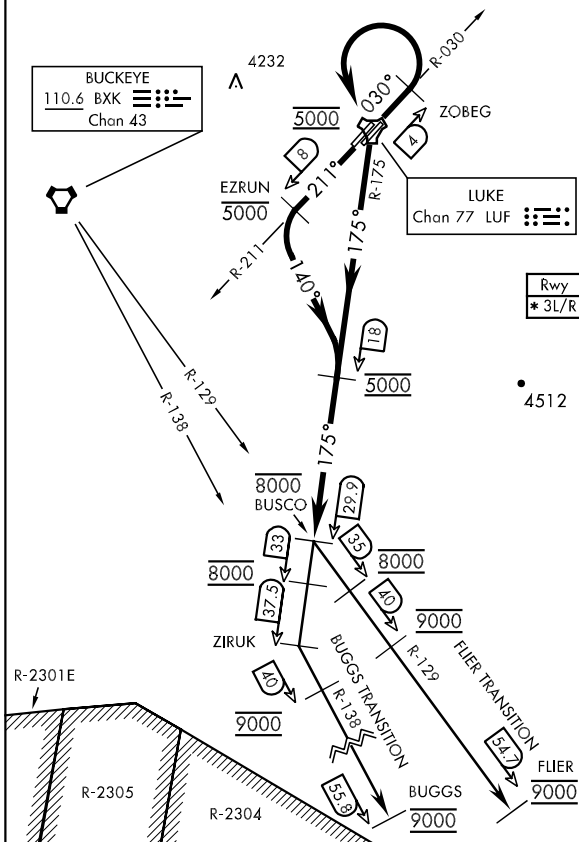 BUCKEYE
110.6 BXK
Chan 43
4232
R-030
030°
5000
ZOBEG
4
8
211°
EZRUN
5000
R-175
LUKE
Chan 77 LUF
R-211
175°
140°
Rwy
* 3L/R
18
5000
4512
R-129
R-138
175°
8000
BUSCO
29.9
33
35
8000
8000
37.5
40
9000
ZIRUK
R-129
BUGGS TRANSITION
FLIER TRANSITION
R-2301E
40
R-138
9000
54.7
FLIER
9000
R-2305
R-2304
55.8
BUGGS
9000